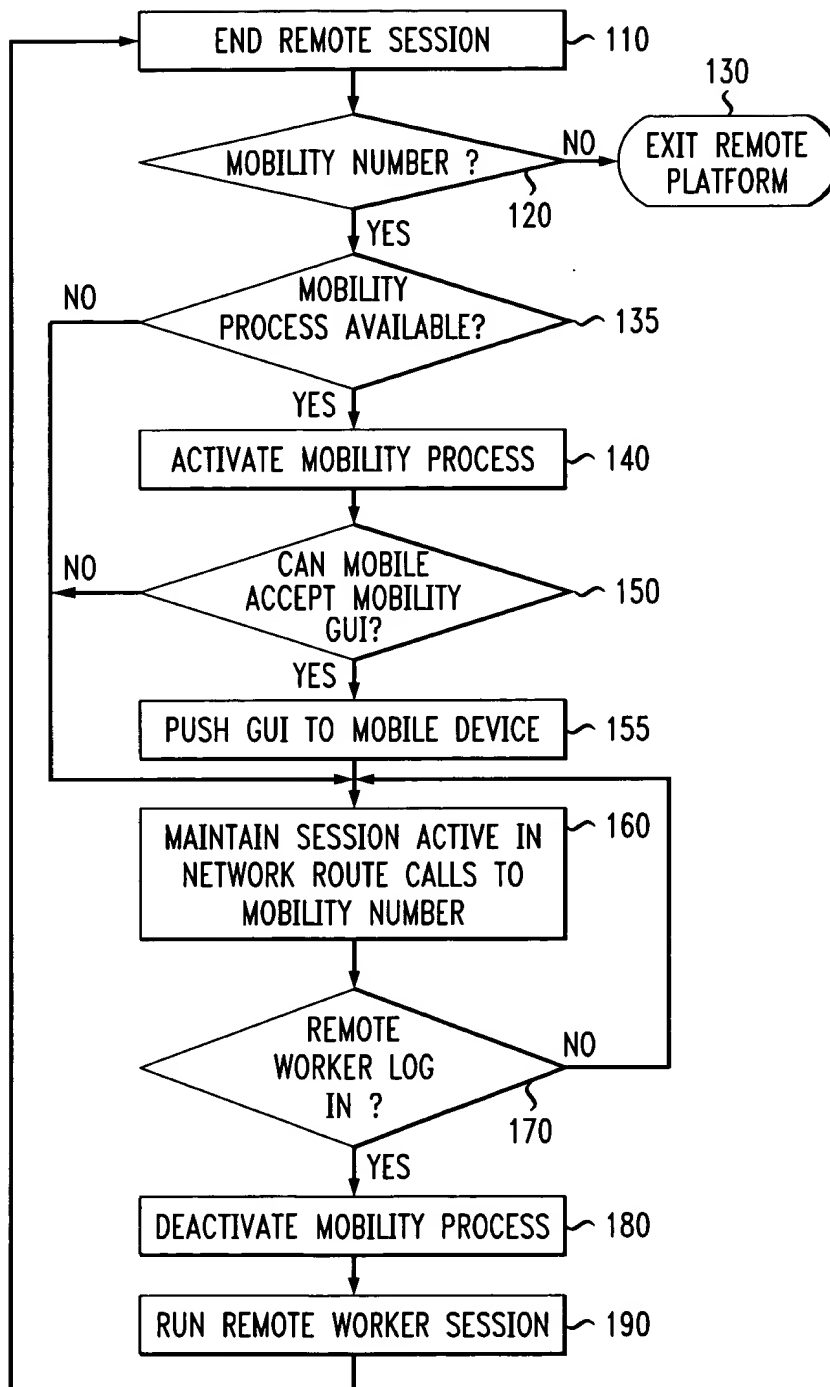 END REMOTE SESSION
110
130
MOBILITY NUMBER ?
NO
EXIT REMOTE
PLATFORM
120
YES
MOBILITY
PROCESS AVAILABLE?
NO
135
YES
ACTIVATE MOBILITY PROCESS
140
CAN MOBILE
ACCEPT MOBILITY
GUI?
NO
150
YES
PUSH GUI TO MOBILE DEVICE
155
MAINTAIN SESSION ACTIVE IN
NETWORK ROUTE CALLS TO
MOBILITY NUMBER
160
REMOTE
WORKER LOG
IN ?
NO
170
YES
DEACTIVATE MOBILITY PROCESS
180
RUN REMOTE WORKER SESSION
190